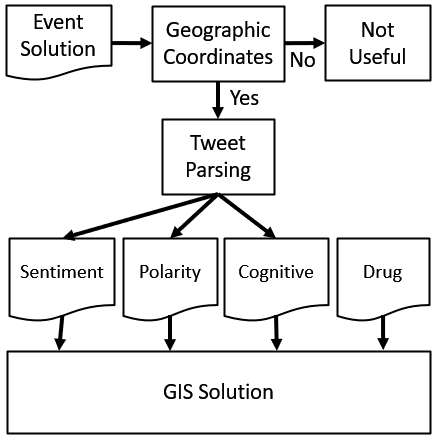 Event
Solution
Geographic
Coordinates
No
Not
Useful
Yes
Tweet
Parsing
Sentiment
Polarity
Cognitive
Drug
GIS Solution